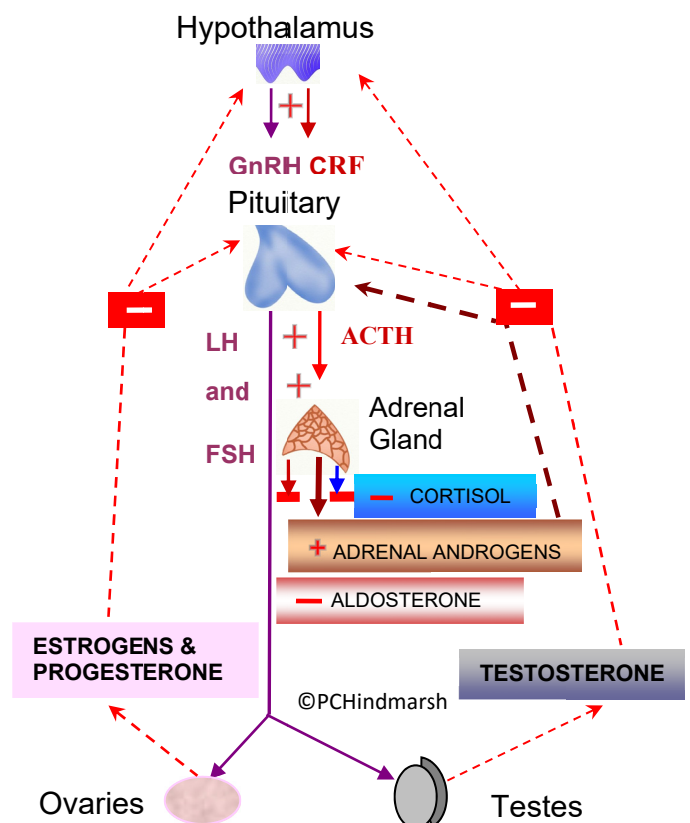 Hypothalamus
+
GnRH CRF
Pituitary
−
−
LH
+
ACTH
and
+
Adrenal
Gland
FSH
− CORTISOL
+ ADRENAL ANDROGENS
− ALDOSTERONE
ESTROGENS &
PROGESTERONE
TESTOSTERONE
©PCHindmarsh
Ovaries
Testes